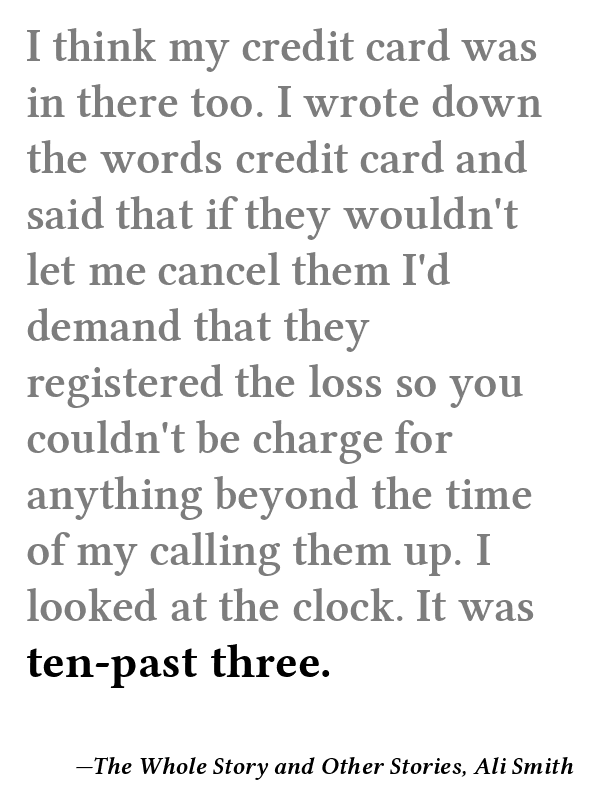 I think my credit card was
in there too. I wrote down
the words credit card and
said that if they wouldn't
let me cancel them I'd
demand that they
registered the loss so you
couldn't be charge for
anything beyond the time
of my calling them up. I
looked at the clock. It was
ten-past three.
—The Whole Story and Other Stories, Ali Smith